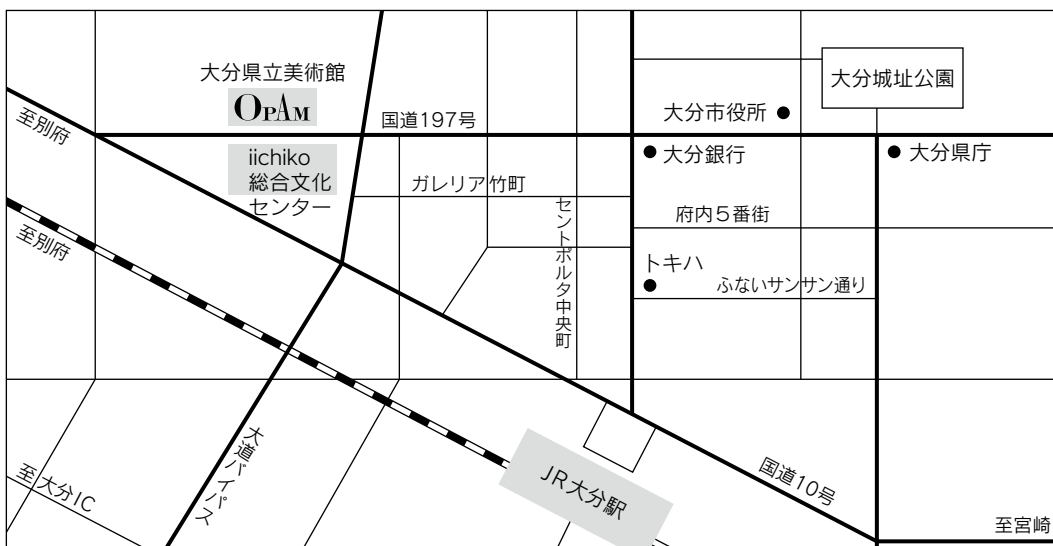 大分県立美術館
OPAM
国道197号
大分市役所
大分城址公園
至別府
iichiko
総合文化
センター
ガレリア竹町
大分銀行
大分県庁
府内5番街
至別府
セントポルタ中央町
トキハ
ふないサンサン通り
大道バイパス
至大分IC
JR大分駅
国道10号
至宮崎